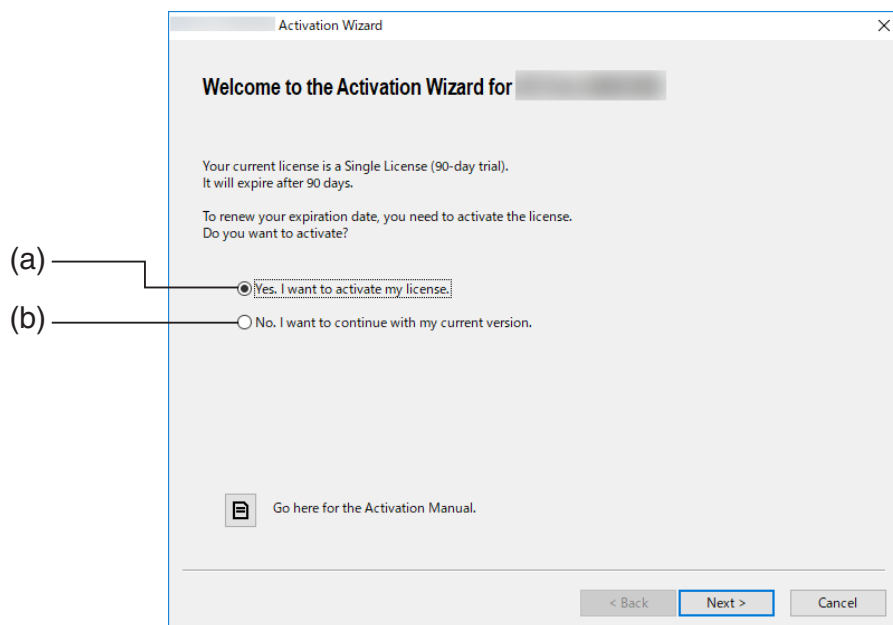 Activation Wizard
Welcome to the Activation Wizard for
Your current license is a Single License (90-day trial).
It will expire after 90 days.
To renew your expiration date, you need to activate the license.
Do you want to activate?
(a)
Yes. I want to activate my license.
(b)
No. I want to continue with my current version.
Go here for the Activation Manual.
< Back Next > Cancel